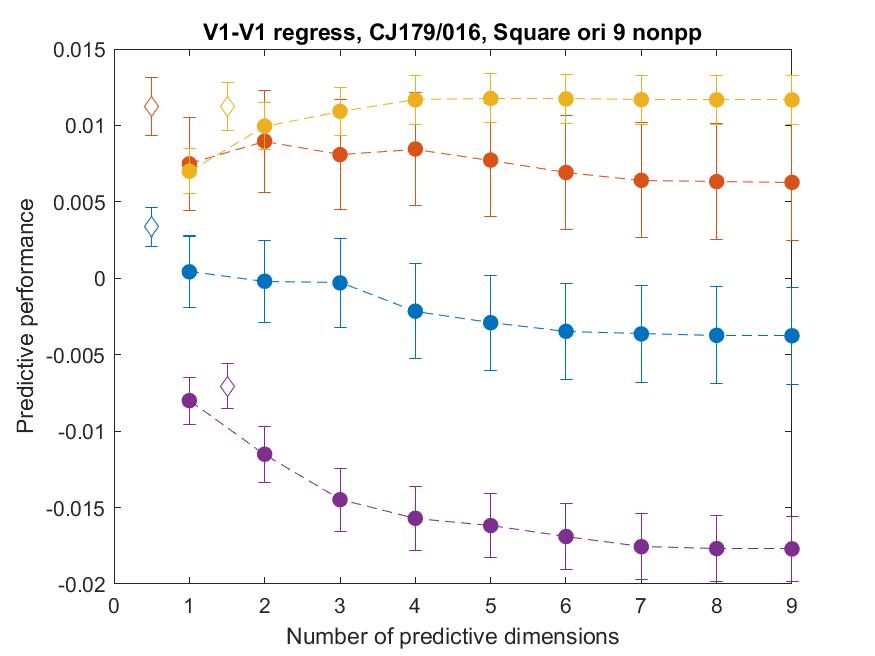 V1-V1 regress, CJ179/016, Square ori 9 nonpp
0.015
0.01
0.005
0
-0.005
-0.01
-0.015
-0.02
Predictive performance
0 1 2 3 4 5 6 7 8 9
Number of predictive dimensions